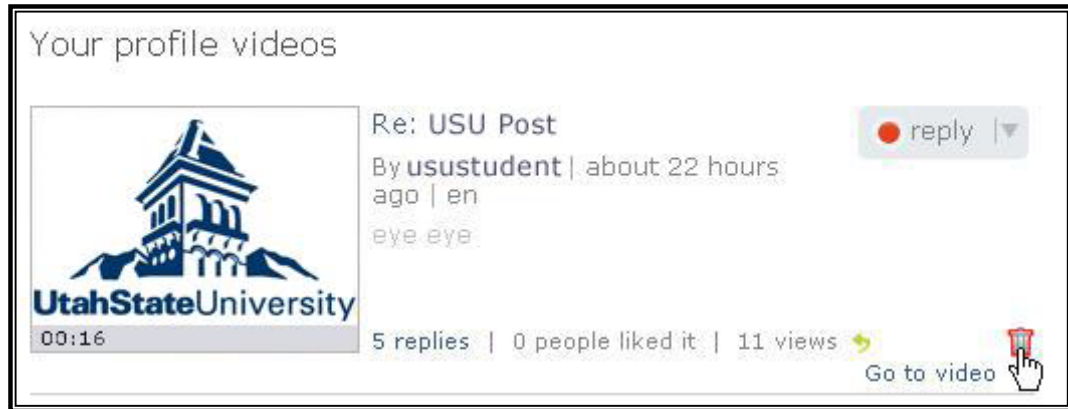 Your profile videos
Re: USU Post
reply
By usustudent | about 22 hours
ago | en
eye eye
UtahStateUniversity
00:16
5 replies | 0 people liked it | 11 views
Go to video